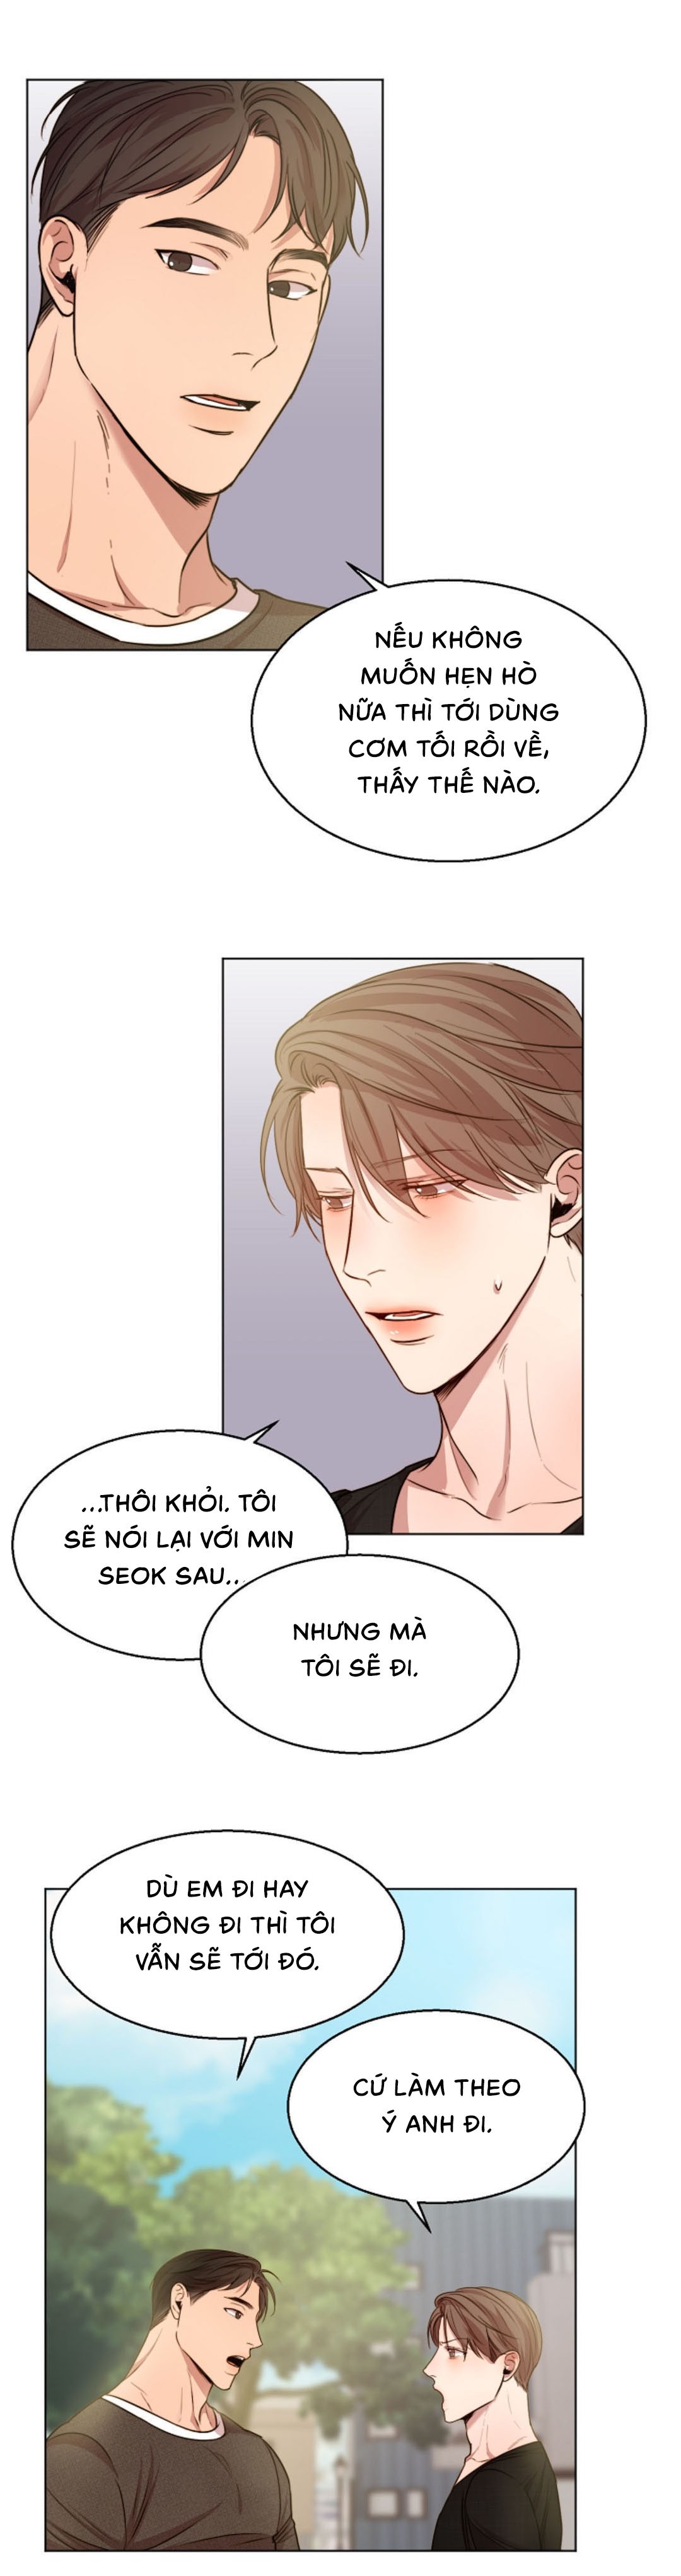 NẾU KHÔNG
MUỐN HẸN HÒ
NỮA THÌ TỚI DÙNG
CƠM TỐI RỒI VỀ,
THẤY THẾ NÀO.
...THÔI KHỎI. TÔI
SẼ NÓI LẠI VỚI MIN
SEOK SAU..
NHƯNG MÀ
TÔI SẼ ĐI.
DÙ EM ĐI HAY
KHÔNG ĐI THÌ TÔI
VẪN SẼ TỚI ĐÓ.
CỨ LÀM THEO
Ý ANH ĐI.